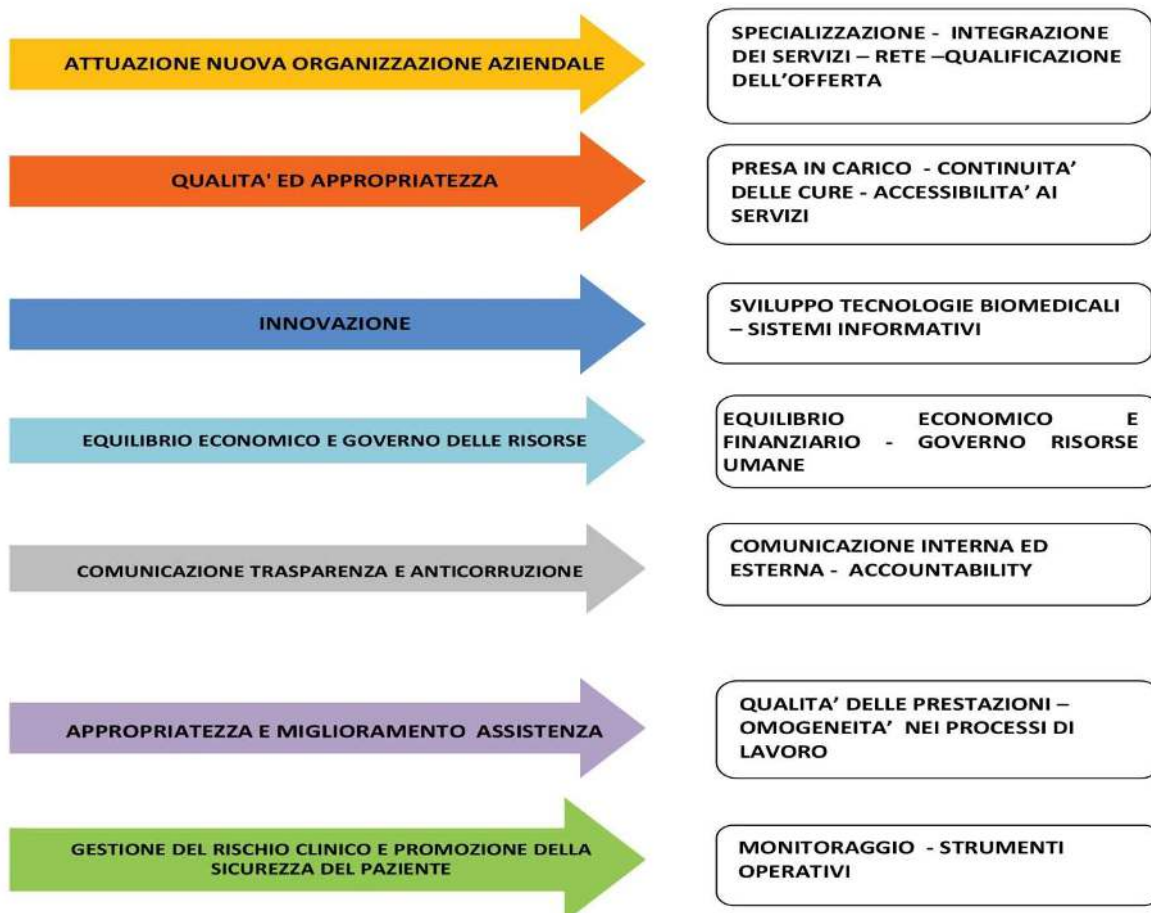 ATTUAZIONE NUOVA ORGANIZZAZIONE AZIENDALE
SPECIALIZZAZIONE - INTEGRAZIONE
DEI SERVIZI – RETE –QUALIFICAZIONE
DELL’OFFERTA
QUALITA' ED APPROPRIATEZZA
PRESA IN CARICO - CONTINUITA’
DELLE CURE - ACCESSIBILITA’ AI
SERVIZI
INNOVAZIONE
SVILUPPO TECNOLOGIE BIOMEDICALI
– SISTEMI INFORMATIVI
EQUILIBRIO ECONOMICO E GOVERNO DELLE RISORSE
EQUILIBRIO ECONOMICO E
FINANZIARIO - GOVERNO RISORSE
UMANE
COMUNICAZIONE TRASPARENZA E ANTICORRUZIONE
COMUNICAZIONE INTERNA ED
ESTERNA - ACCOUNTABILITY
APPROPRIATEZZA E MIGLIORAMENTO ASSISTENZA
QUALITA’ DELLE PRESTAZIONI –
OMOGENEITA’ NEI PROCESSI DI
LAVORO
GESTIONE DEL RISCHIO CLINICO E PROMOZIONE DELLA
SICUREZZA DEL PAZIENTE
MONITORAGGIO - STRUMENTI
OPERATIVI